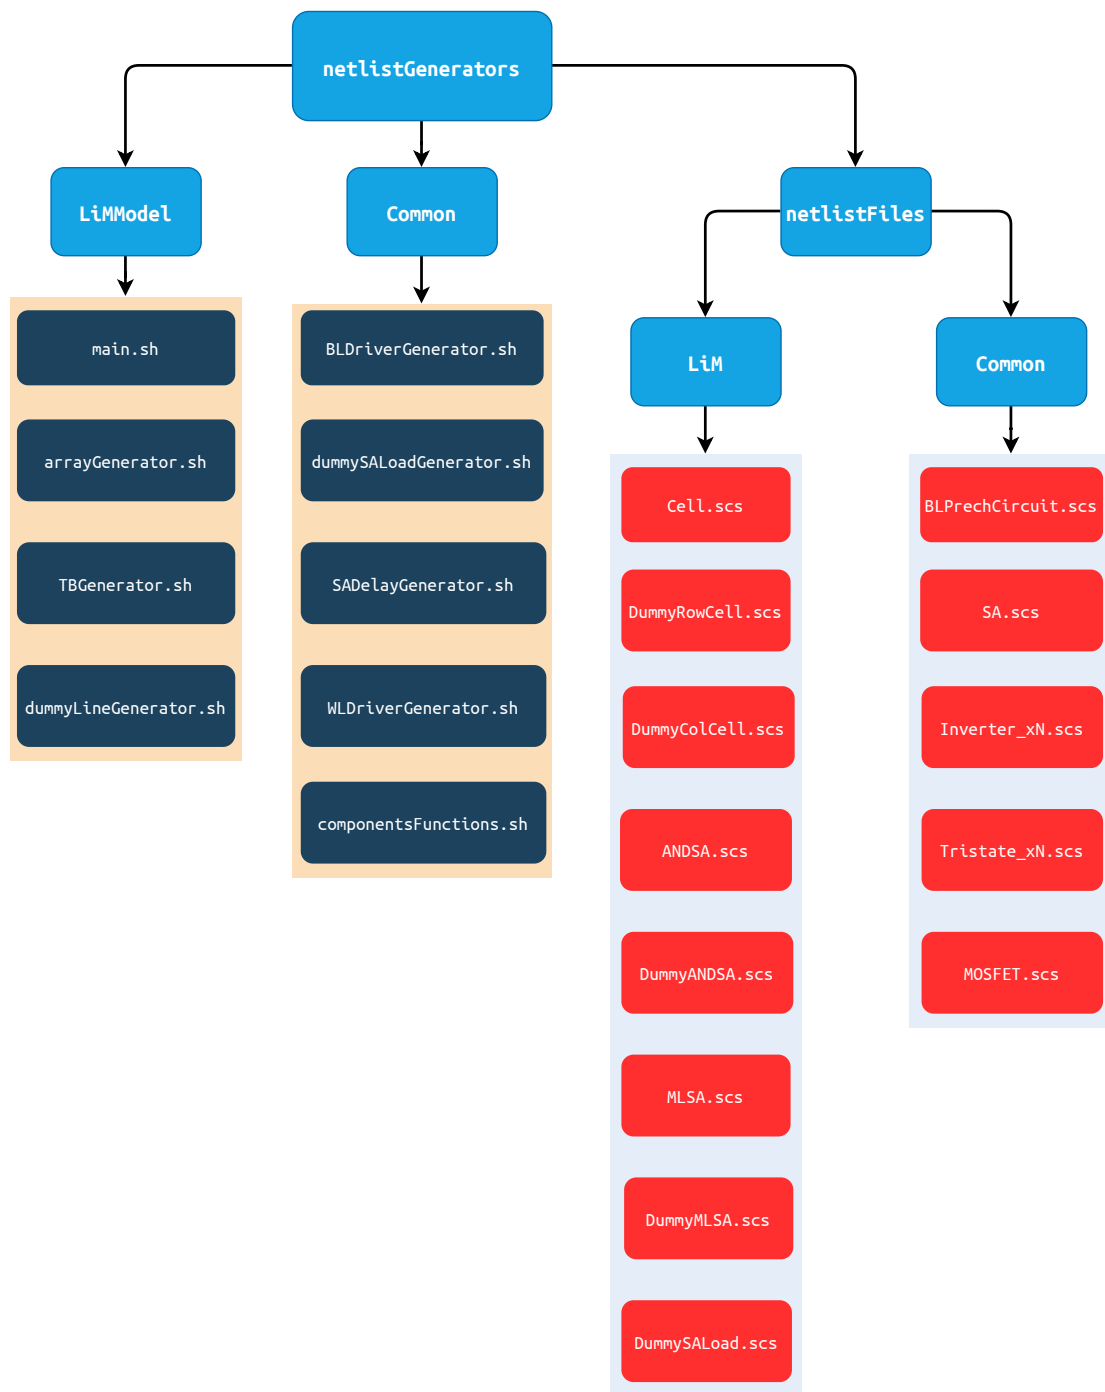 netlistGenerators
LiMModel
Common
netlistFiles
main.sh
arrayGenerator.sh
TBGenerator.sh
dummyLineGenerator.sh
BLDriverGenerator.sh
dummySALoadGenerator.sh
SADelayGenerator.sh
WLDriverGenerator.sh
componentsFunctions.sh
LiM
Common
Cell.scs
DummyRowCell.scs
DummyColCell.scs
ANDSA.scs
DummyANDSA.scs
MLSA.scs
DummyMLSA.scs
DummySALoad.scs
BLPrechCircuit.scs
SA.scs
Inverter_xN.scs
Tristate_xN.scs
MOSFET.scs